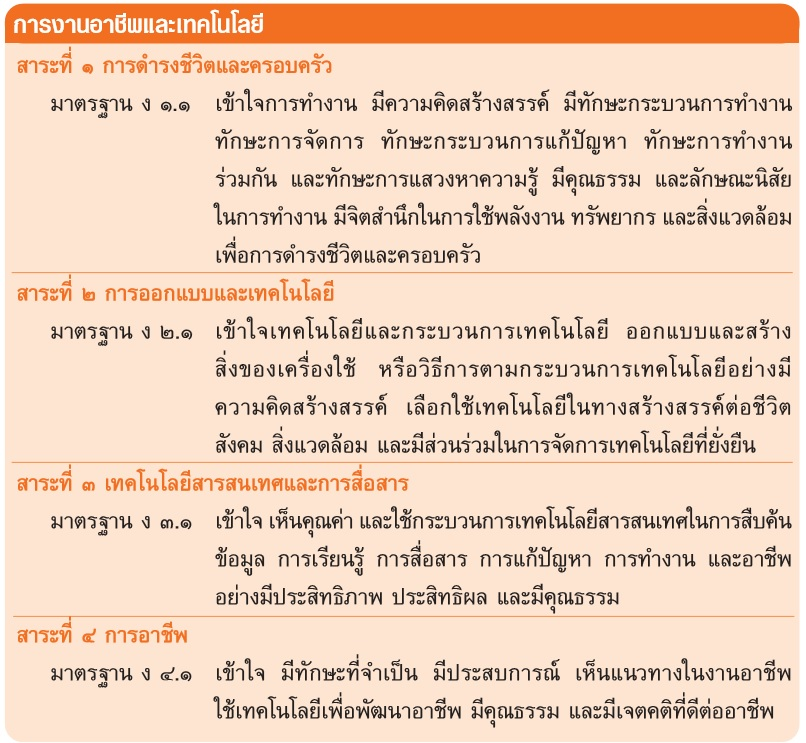 การงานอาชีพและเทคโนโลยี
สาระที่ ๑ การดำรงชีวิตและครอบครัว
มาตรฐาน ง ๑.๑ เข้าใจการทำงาน มีความคิดสร้างสรรค์ มีทักษะกระบวนการทำงาน
ทักษะการจัดการ ทักษะกระบวนการแก้ปัญหา ทักษะการทำงาน
ร่วมกัน และทักษะการแสวงหาความรู้ มีคุณธรรม และลักษณะนิสัย
ในการทำงาน มีจิตสำนึกในการใช้พลังงาน ทรัพยากร และสิ่งแวดล้อม
เพื่อการดำรงชีวิตและครอบครัว
สาระที่ ๒ การออกแบบและเทคโนโลยี
มาตรฐาน ง ๒.๑ เข้าใจเทคโนโลยีและกระบวนการเทคโนโลยี ออกแบบและสร้าง
สิ่งของเครื่องใช้ หรือวิธีการตามกระบวนการเทคโนโลยีอย่างมี
ความคิดสร้างสรรค์ เลือกใช้เทคโนโลยีในทางสร้างสรรค์ต่อชีวิต
สังคม สิ่งแวดล้อม และมีส่วนร่วมในการจัดการเทคโนโลยีที่ยั่งยืน
สาระที่ ๓ เทคโนโลยีสารสนเทศและการสื่อสาร
มาตรฐาน ง ๓.๑ เข้าใจ เห็นคุณค่า และใช้กระบวนการเทคโนโลยีสารสนเทศในการสืบค้น
ข้อมูล การเรียนรู้ การสื่อสาร การแก้ปัญหา การทำงาน และอาชีพ
อย่างมีประสิทธิภาพ ประสิทธิผล และมีคุณธรรม
สาระที่ ๔ การอาชีพ
มาตรฐาน ง ๔.๑ เข้าใจ มีทักษะที่จำเป็น มีประสบการณ์ เห็นแนวทางในงานอาชีพ
ใช้เทคโนโลยีเพื่อพัฒนาอาชีพ มีคุณธรรม และมีเจตคติที่ดีต่ออาชีพ